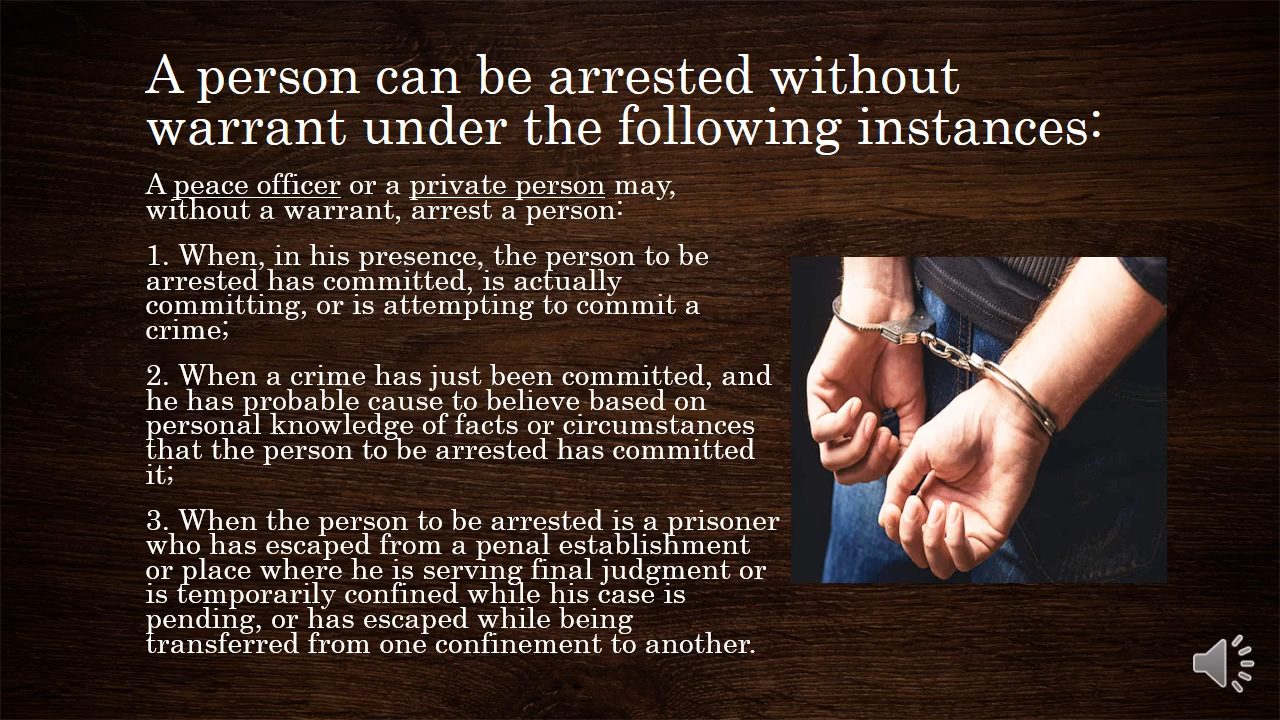 A person can be arrested without
warrant under the following instances:
A peace officer or a private person may,
without a warrant, arrest a person:
1. When, in his presence, the person to be
arrested has committed, is actually
committing, or is attempting to commit a
crime;
2. When a crime has just been committed, and
he has probable cause to believe based on
personal knowledge of facts or circumstances
that the person to be arrested has committed
it;
3. When the person to be arrested is a prisoner
who has escaped from a penal establishment
or place where he is serving final judgment or
is temporarily confined while his case is
pending, or has escaped while being
transferred from one confinement to another.